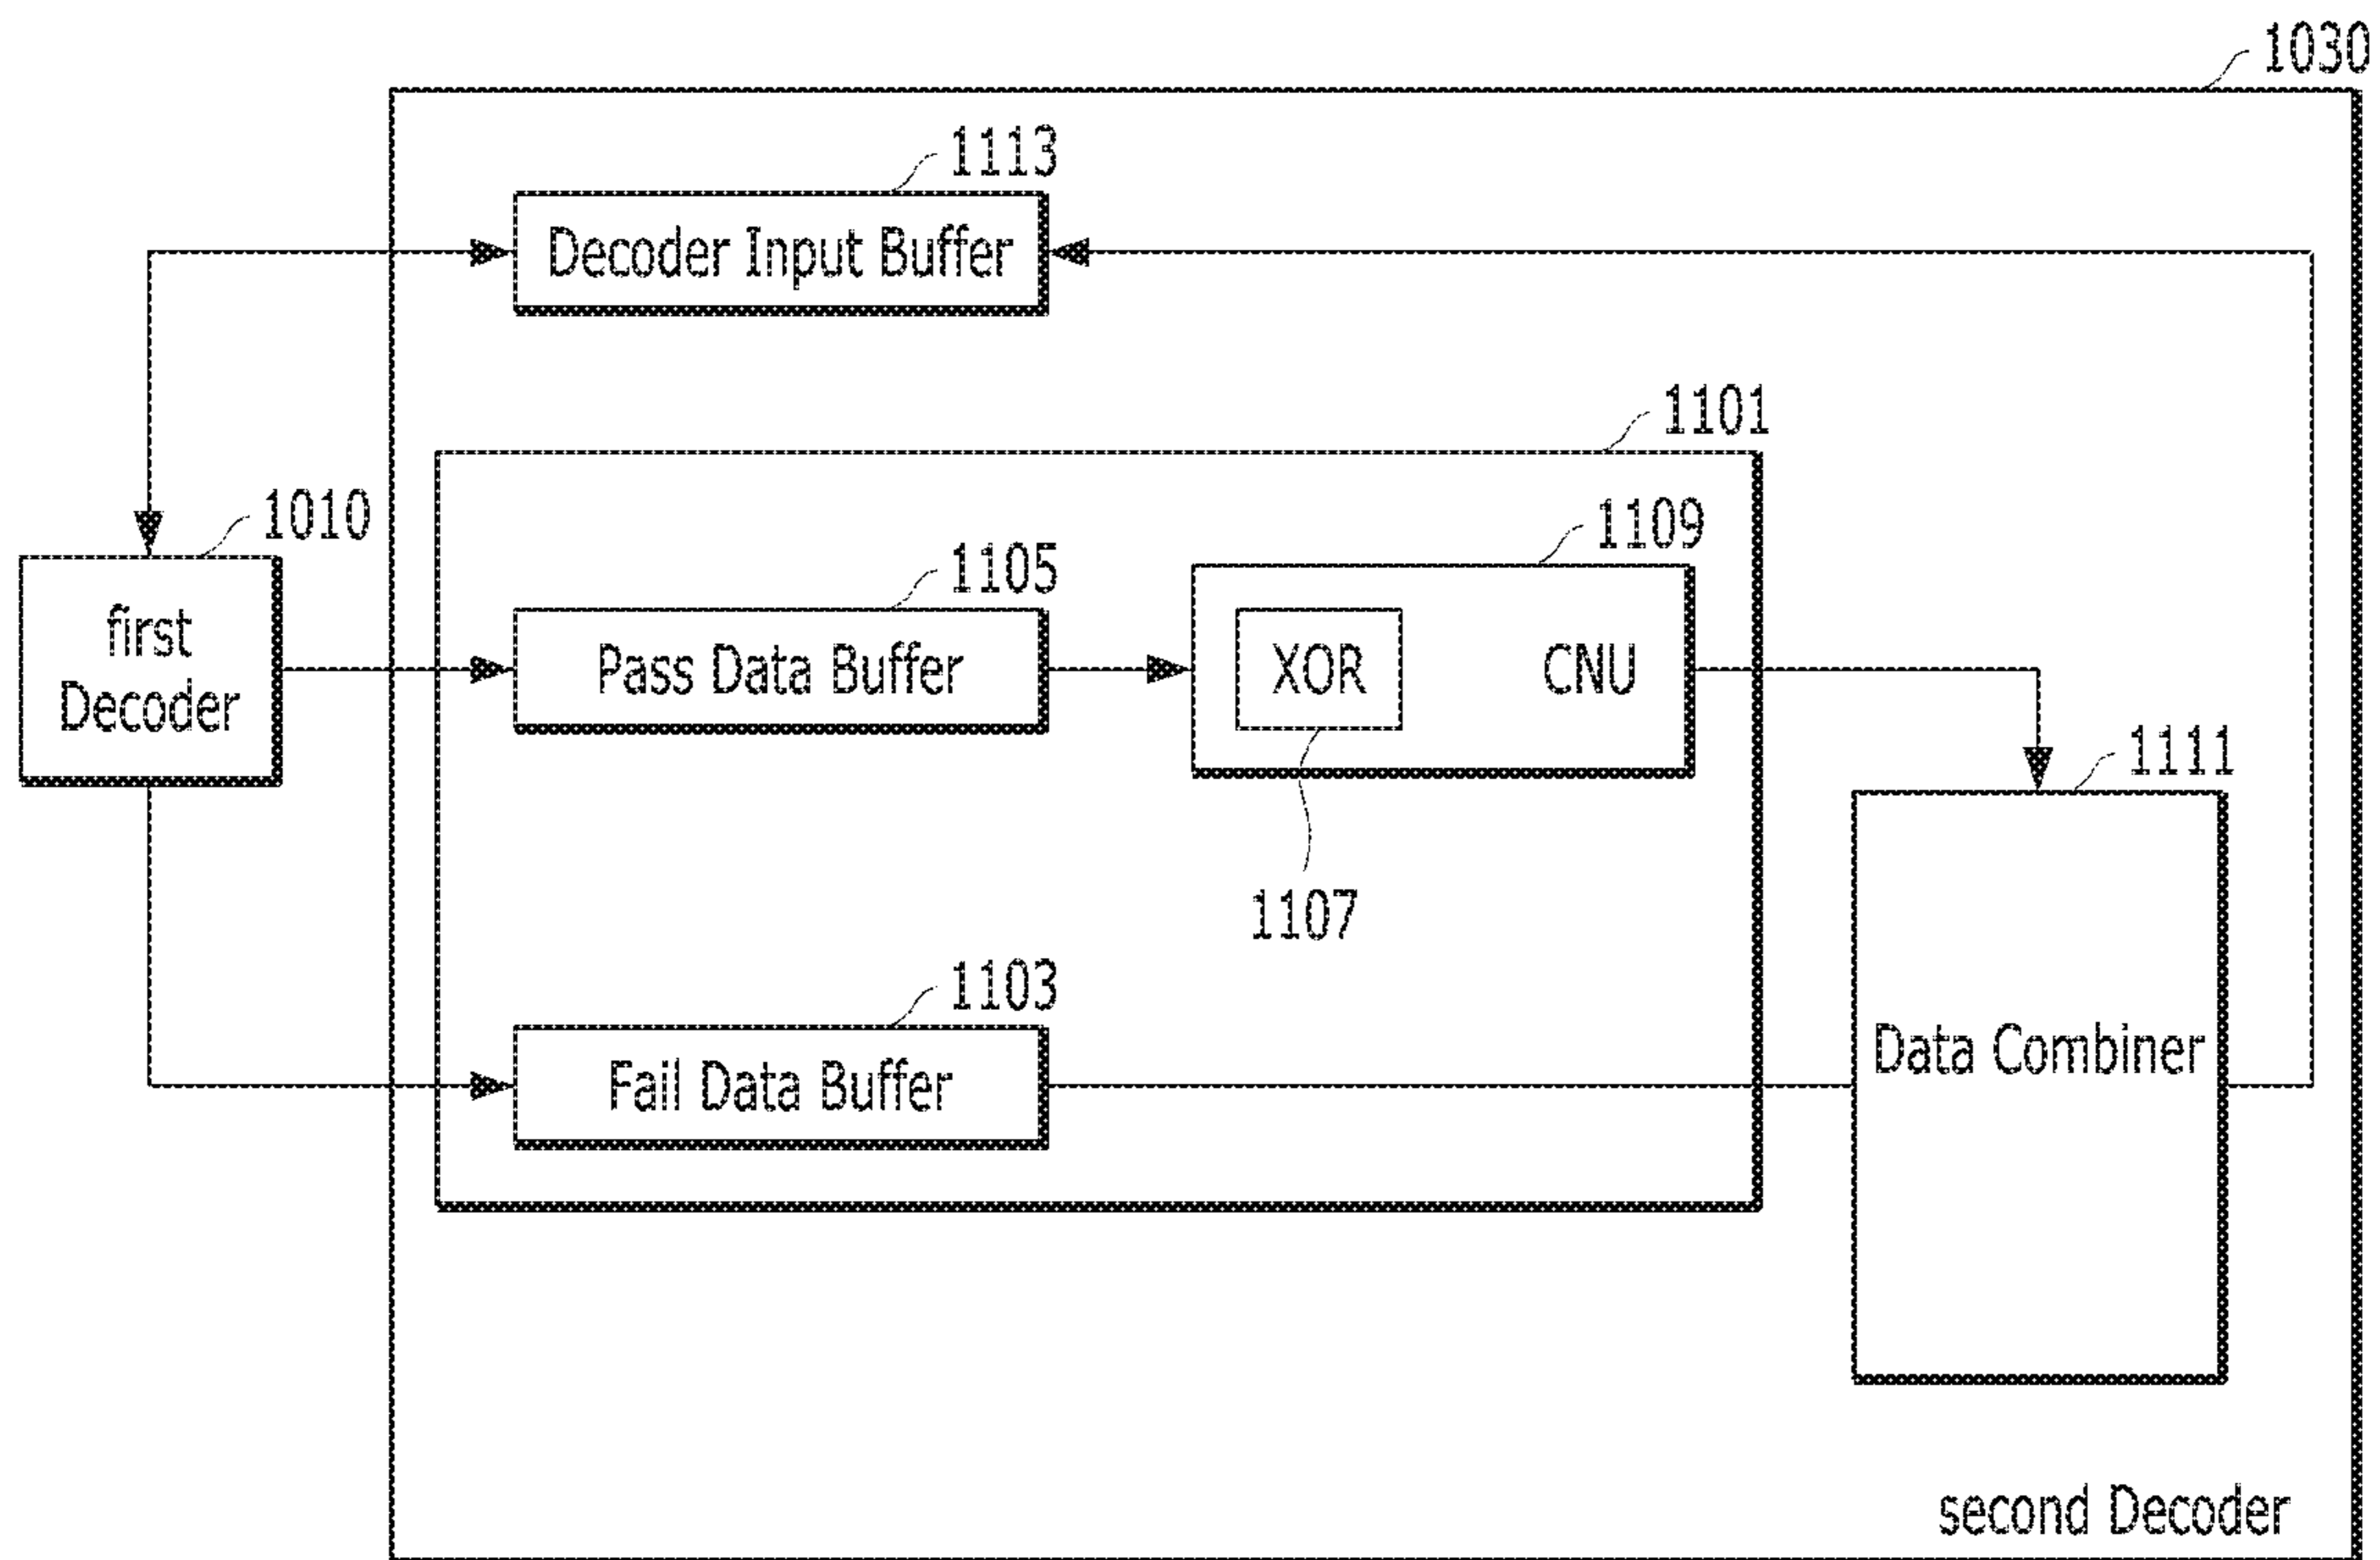 1030
1113
Decoder Input Buffer
1101
1010
1109
1105
first
Decoder
Pass Data Buffer
XOR
CNU
1111
1107
1103
Data Combiner
Fail Data Buffer
second Decoder